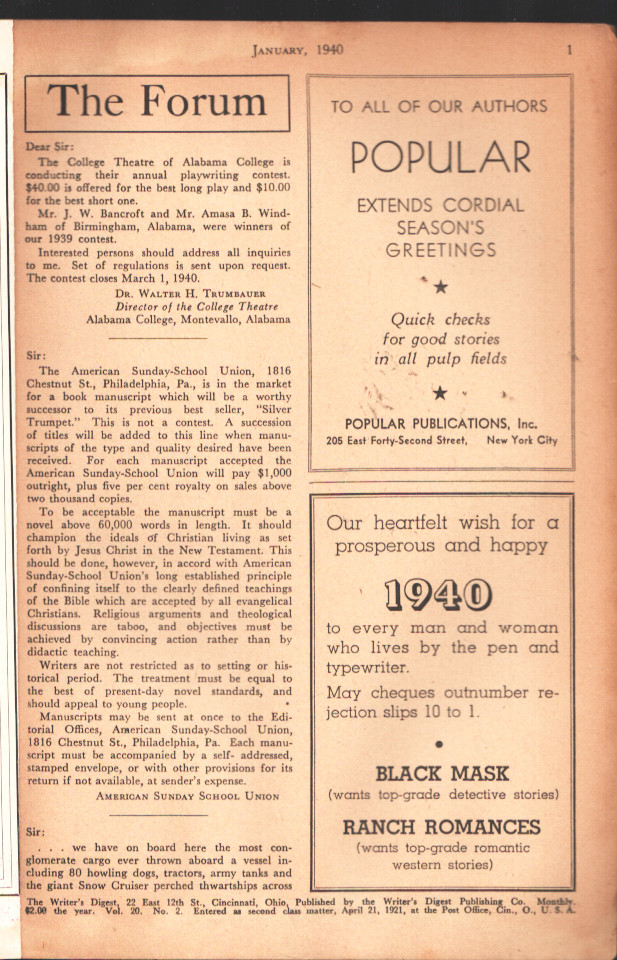 JANUARY, 1940
1
The Forum
Dear Sir:
The College Theatre of Alabama College is
conducting their annual playwriting contest.
$40.00 is offered for the best long play and $10.00
for the best short one.
Mr. J. W. Bancroft and Mr. Amasa B. Wind-
ham of Birmingham, Alabama, were winners of
our 1939 contest.
Interested persons should address all inquiries
to me. Set of regulations is sent upon request.
The contest closes March 1, 1940.
DR. WALTER H. TRUMBAUER
Director of the College Theatre
Alabama College, Montevallo, Alabama
Sir:
The American Sunday-School Union, 1816
Chestnut St., Philadelphia, Pa., is in the market
for a book manuscript which will be a worthy
successor to its previous best seller, "Silver
Trumpet." This is not a contest. A succession
of titles will be added to this line when manu-
scripts of the type and quality desired have been
received. For each manuscript accepted the
American Sunday-School Union will pay $1,000
outright, plus five per cent royalty on sales above
two thousand copies.
To be acceptable the manuscript must be a
novel above 60,000 words in length. It should
champion the ideals of Christian living as set
forth by Jesus Christ in the New Testament. This
should be done, however, in accord with American
Sunday-School Union's long established principle
of confining itself to the clearly defined teachings
of the Bible which are accepted by all evangelical
Christians. Religious arguments and theological
discussions are taboo, and objectives must be
achieved by convincing action rather than by
didactic teaching.
Writers are not restricted as to setting or his-
torical period. The treatment must be equal to
the best of present-day novel standards, and
should appeal to young people.
Manuscripts may be sent at once to the Edi-
torial Offices, American Sunday-School Union,
1816 Chestnut St., Philadelphia, Pa. Each manu-
script must be accompanied by a self- addressed,
stamped envelope, or with other provisions for its
return if not available, at sender's expense.
AMERICAN SUNDAY SCHOOL UNION
Sir:
. . . we have on board here the most con-
glomerate cargo ever thrown aboard a vessel in-
cluding 80 howling dogs, tractors, army tanks and
the giant Snow Cruiser perched thwartships across
TO ALL OF OUR AUTHORS
POPULAR
EXTENDS CORDIAL
SEASON'S
GREETINGS
Quick checks
for good stories
in all pulp fields
POPULAR PUBLICATIONS, Inc.
205 East Forty-Second Street, New York City
Our heartfelt wish for a
prosperous and happy
1940
to every man and woman
who lives by the pen and
typewriter.
May cheques outnumber re-
jection slips 10 to 1.
BLACK MASK
(wants top-grade detective stories)
RANCH ROMANCES
(wants top-grade romantic
western stories)
The Writer's Digest, 22 East 12th St., Cincinnati, Ohio, Published by the Writer's Digest Publishing Co. Monthly.
$2.00 the year. Vol. 20. No. 2. Entered as second class matter, April 21, 1921, at the Post Office, Cin., O., U. S. A.